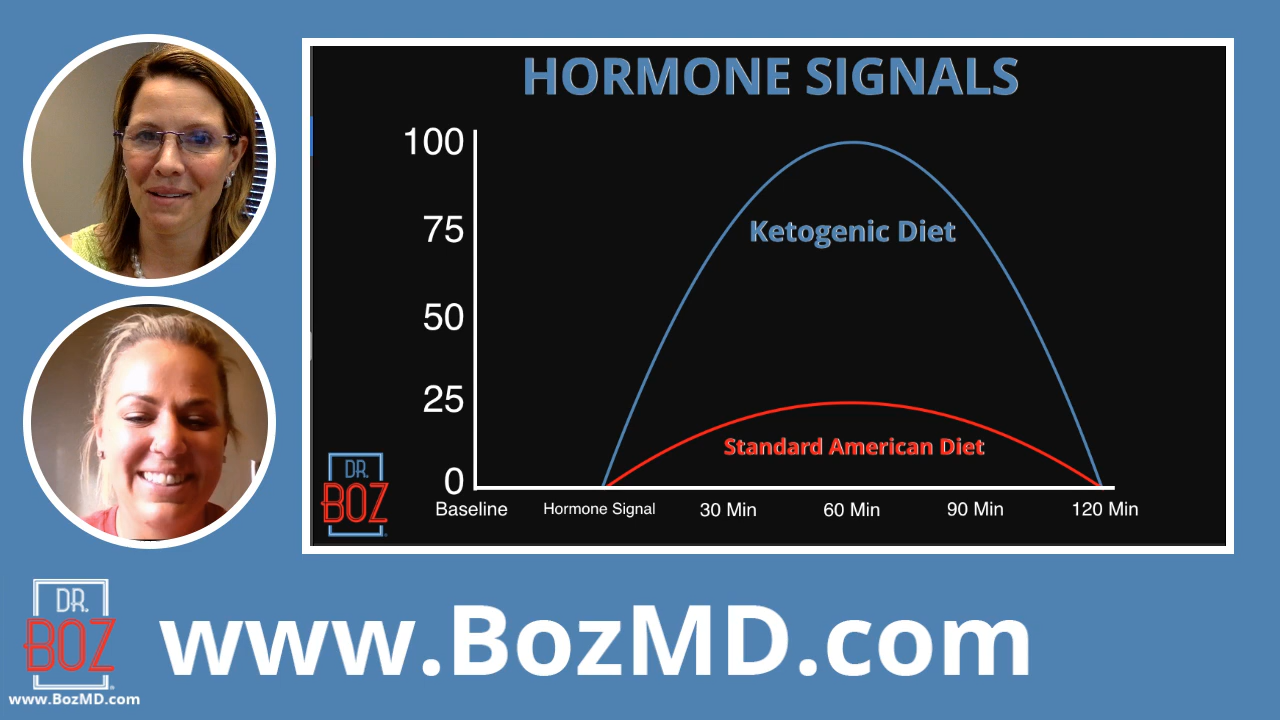 HORMONE SIGNALS
100
75
50
25
0
Ketogenic Diet
Standard American Diet
Baseline
Hormone Signal
30 Min
60 Min
90 Min
120 Min
DR.
BOZ
DR.
BOZ
www.BozMD.com
www.BozMD.com